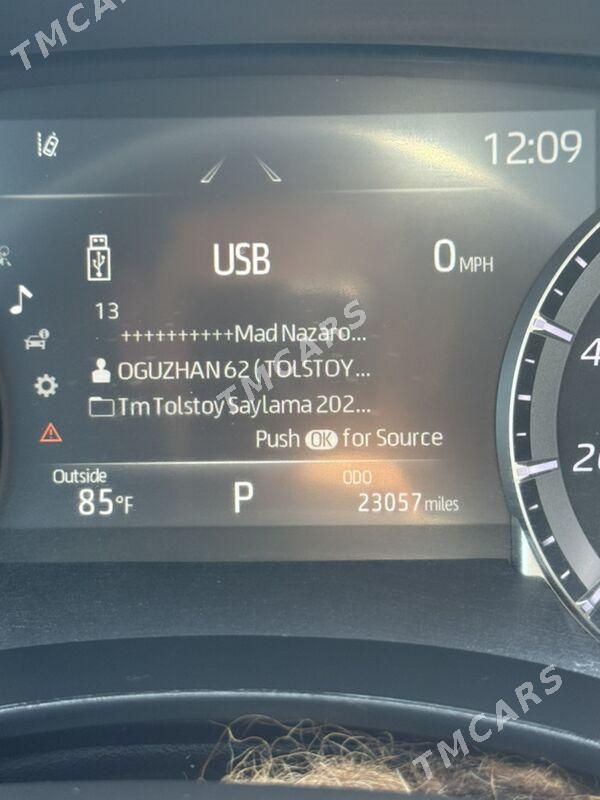 TMCARS
12:09
USB
0 MPH
13
++++++++++Mad Nazaro...
TMCARS
OGUZHAN 62 ( TOLSTOY ...
Tm Tolstoy Saylama 202...
Push OK for Source
Outside
85°F
P
ODO
23057 miles
TMCARS
TMCARS